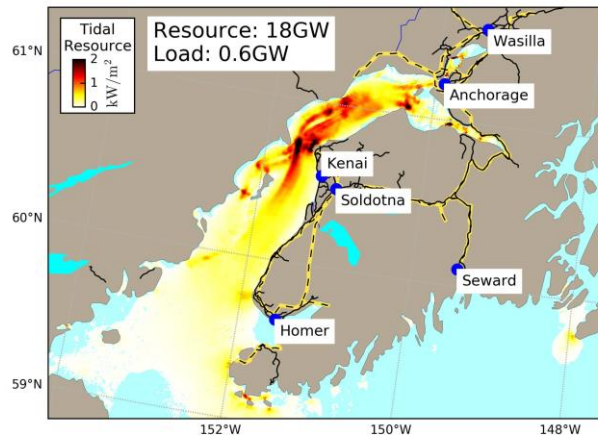 61°N
60°N
59°N
Tidal
Resource
2
1
0
kW/m²
Resource: 18GW
Load: 0.6GW
Wasilla
Anchorage
Kenai
Soldotna
Seward
Homer
152°W
150°W
148°W